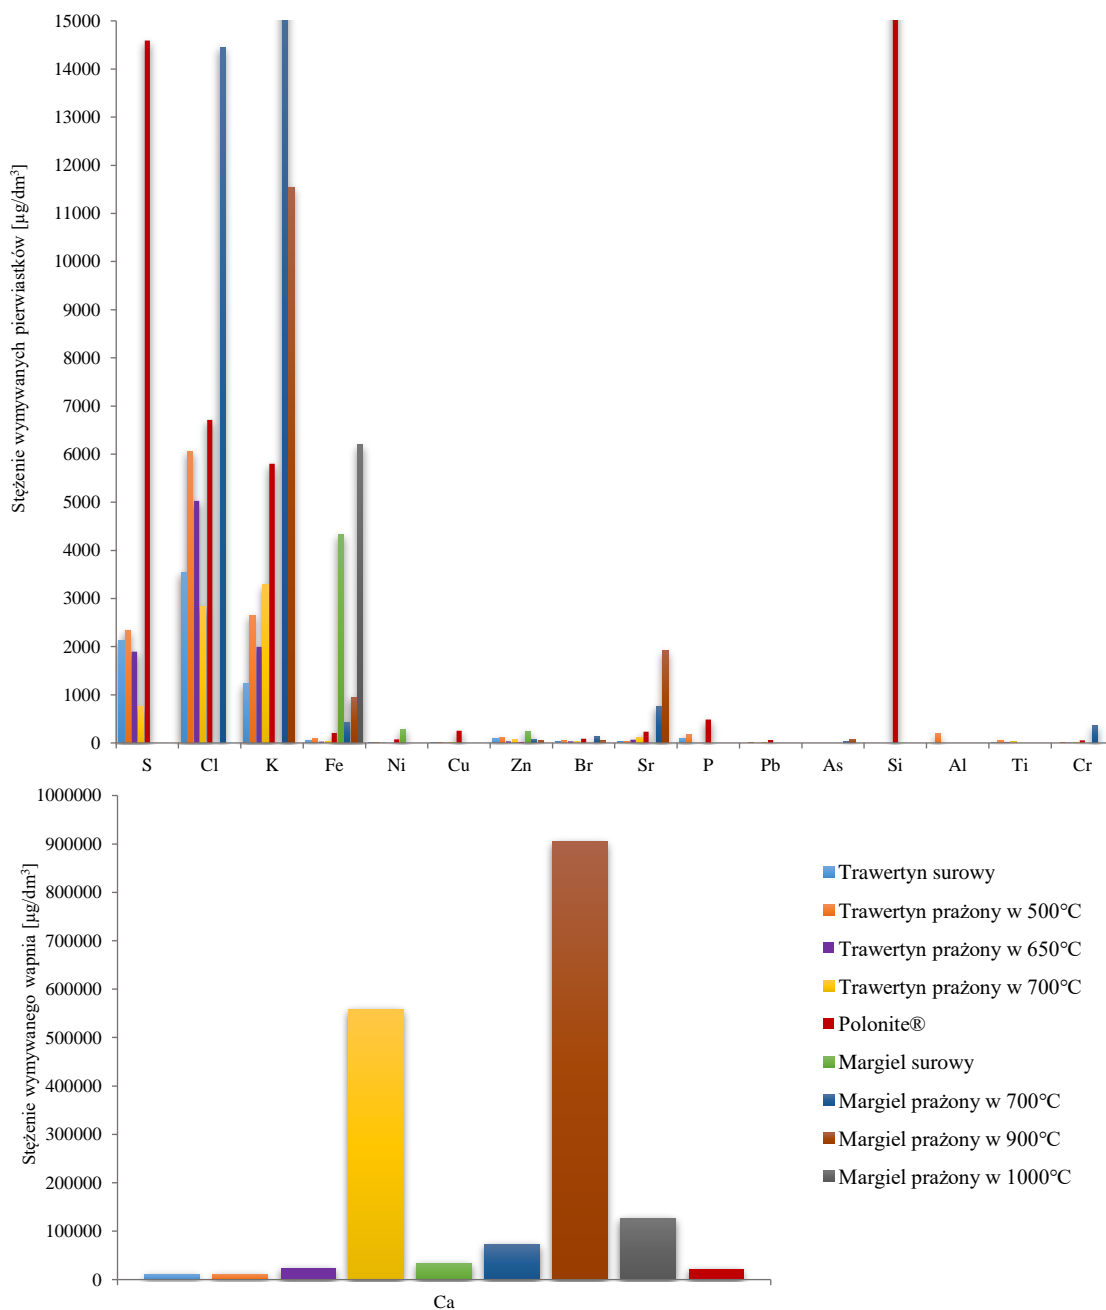 Stężenie wymywanych pierwiastków [µg/dm³]
15000
14000
13000
12000
11000
10000
9000
8000
7000
6000
5000
4000
3000
2000
1000
0
S Cl K Fe Ni Cu Zn Br Sr P Pb As Si Al Ti Cr
Stężenie wymywanego wapnia [µg/dm³]
1000000
900000
800000
700000
600000
500000
400000
300000
200000
100000
0
Ca
Trawertyn surowy
Trawertyn prażony w 500°C
Trawertyn prażony w 650°C
Trawertyn prażony w 700°C
Polonite®
Margiel surowy
Margiel prażony w 700°C
Margiel prażony w 900°C
Margiel prażony w 1000°C